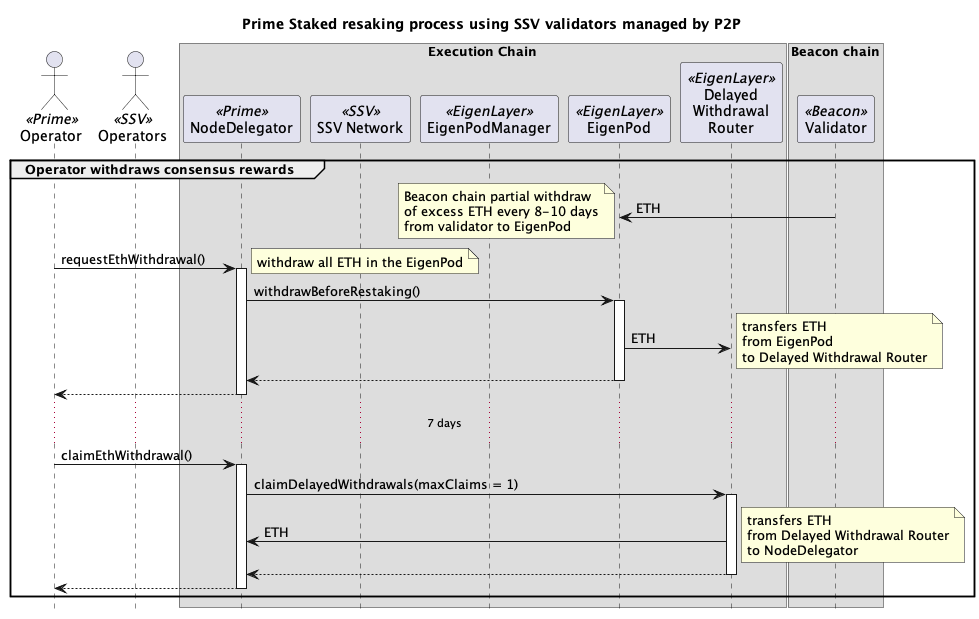 Prime Staked resaking process using SSV validators managed by P2P
Execution Chain
Beacon chain
«Prime»
Operator
«SSV»
Operators
«Prime»
NodeDelegator
«SSV»
SSV Network
«EigenLayer»
EigenPodManager
«EigenLayer»
EigenPod
«EigenLayer»
Delayed
Withdrawal
Router
«Beacon»
Validator
Operator withdraws consensus rewards
Beacon chain partial withdraw
of excess ETH every 8-10 days
from validator to EigenPod
ETH
requestEthWithdrawal()
withdraw all ETH in the EigenPod
withdrawBeforeRestaking()
ETH
transfers ETH
from EigenPod
to Delayed Withdrawal Router
7 days
claimEthWithdrawal()
claimDelayedWithdrawals(maxClaims = 1)
ETH
transfers ETH
from Delayed Withdrawal Router
to NodeDelegator